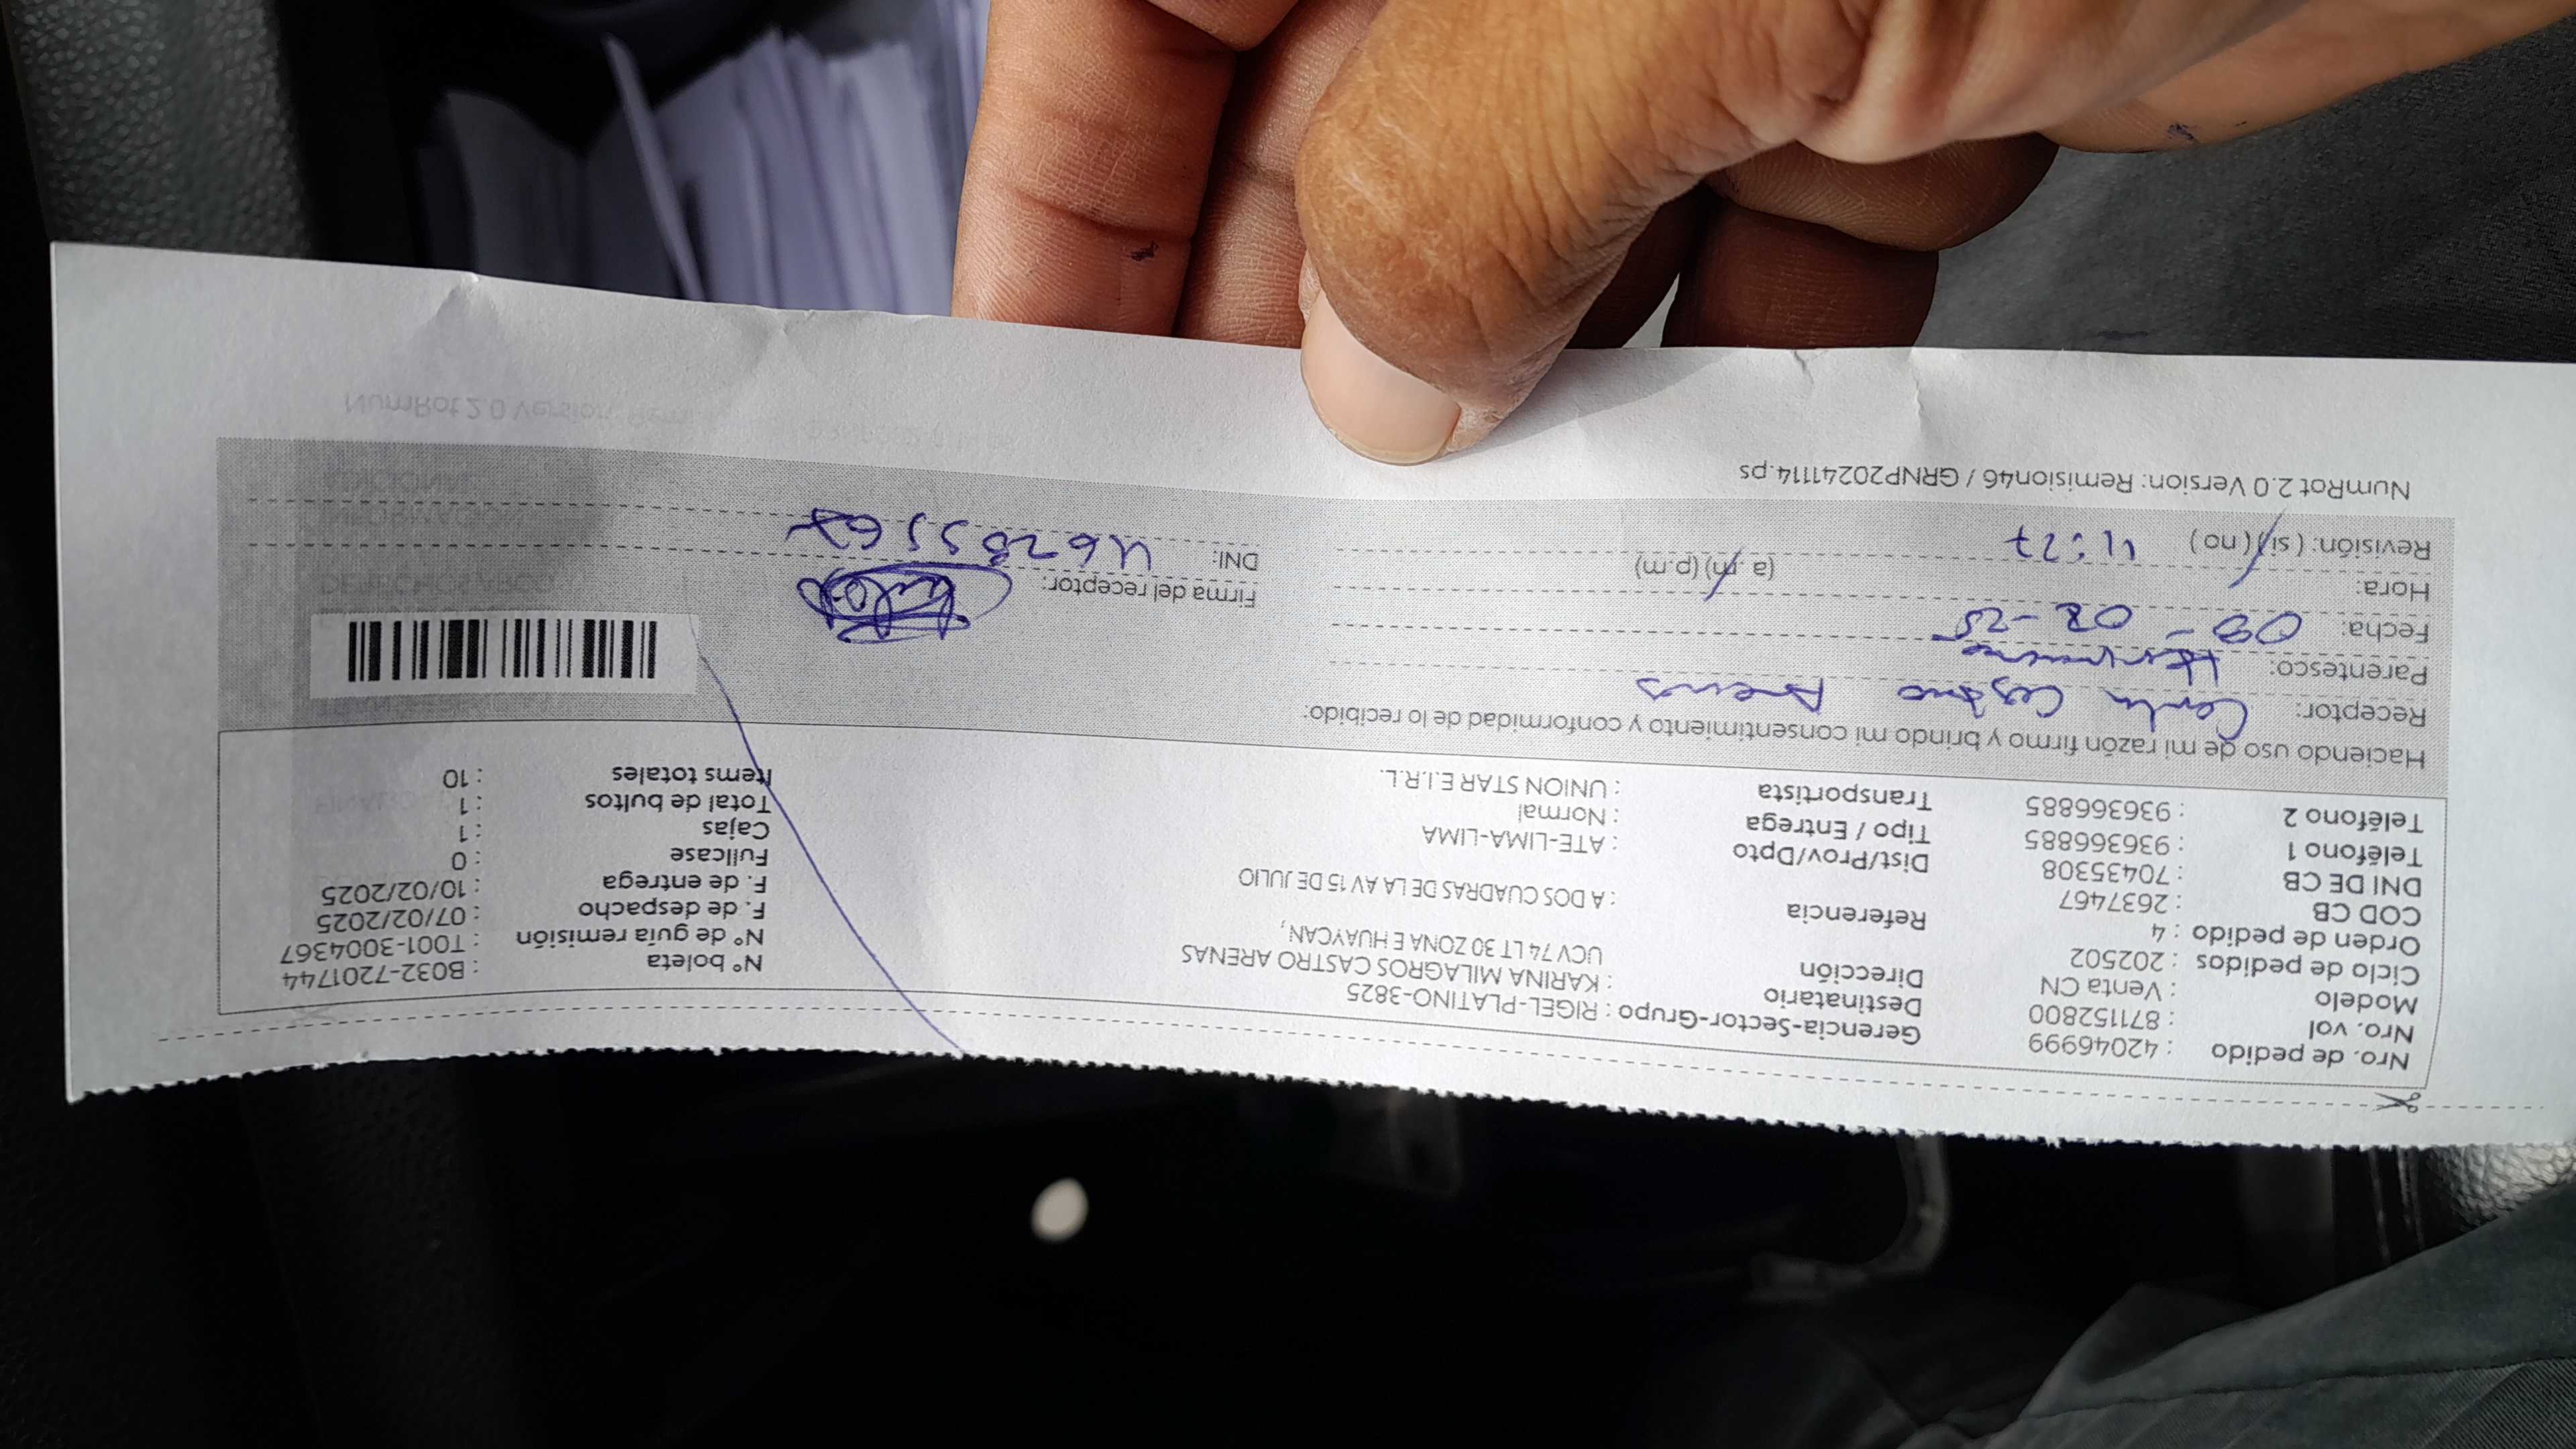 Nro. de pedido : 42046999
Nro. vol : 871152800
Modelo : Venta CN
Ciclo de pedidos : 202502
Orden de pedido : 4
COD CB : 2637467
DNI DE CB : 70435308
Teléfono 1 : 936366885
Teléfono 2 : 936366885
Gerencia-Sector-Grupo : RIGEL-PLATINO-3825
Destinatario : KARINA MILAGROS CASTRO ARENAS
Dirección UCV 74 LT 30 ZONA E HUAYCAN,
Referencia : A DOS CUADRAS DE LA AV 15 DE JULIO
Dist/Prov/Dpto : ATE-LIMA-LIMA
Tipo / Entrega : Normal
Transportista : UNION STAR E.I.R.L.
N° boleta : B032-7201744
N° de guía remisión : T001-3004367
F. de despacho : 07/02/2025
F. de entrega : 10/02/2025
Fullcase : 0
Cajas : 1
Total de bultos : 1
Items totales : 10
Haciendo uso de mi razón firmo y brindo mi consentimiento y conformidad de lo recibido:
Receptor: Arenas
Parentesco:
Fecha: 02-25
Hora: (a.m) (p.m)
Revisión: (si) (no) 11:27
Firma del receptor:
DNI:
NumRot 2.0 Version: Remision46 / GRNP20241114.ps